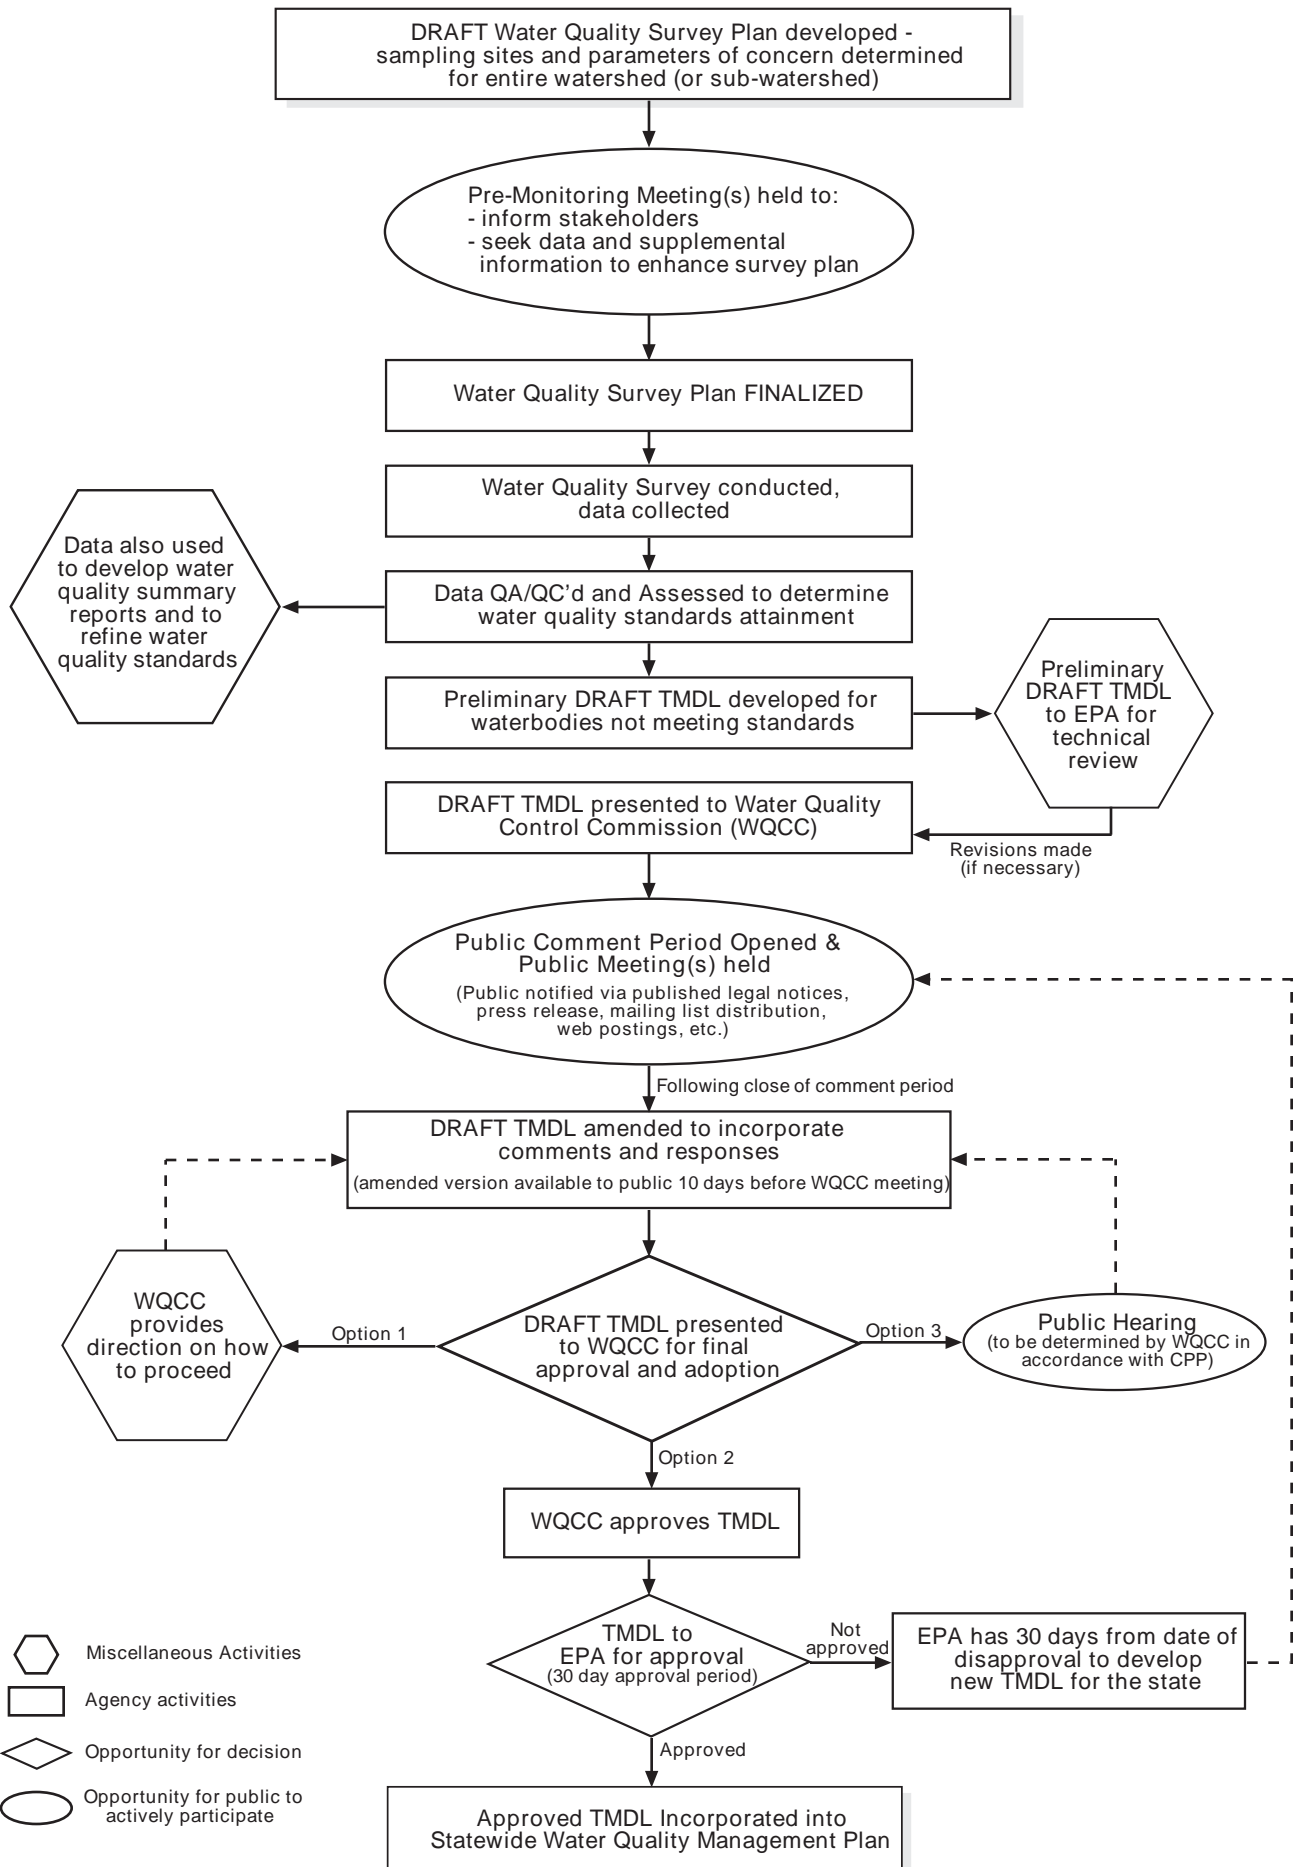 DRAFT Water Quality Survey Plan developed -
sampling sites and parameters of concern determined
for entire watershed (or sub-watershed)
Pre-Monitoring Meeting(s) held to:
- inform stakeholders
- seek data and supplemental
information to enhance survey plan
Water Quality Survey Plan FINALIZED
Water Quality Survey conducted,
data collected
Data also used
to develop water
quality summary
reports and to
refine water
quality standards
Data QA/QC’d and Assessed to determine
water quality standards attainment
Preliminary DRAFT TMDL developed for
waterbodies not meeting standards
Preliminary
DRAFT TMDL
to EPA for
technical
review
DRAFT TMDL presented to Water Quality
Control Commission (WQCC)
Revisions made
(if necessary)
Public Comment Period Opened &
Public Meeting(s) held
(Public notified via published legal notices,
press release, mailing list distribution,
web postings, etc.)
Following close of comment period
DRAFT TMDL amended to incorporate
comments and responses
(amended version available to public 10 days before WQCC meeting)
WQCC
provides
direction on how
to proceed
Option 1
DRAFT TMDL presented
to WQCC for final
approval and adoption
Option 3
Public Hearing
(to be determined by WQCC in
accordance with CPP)
Option 2
WQCC approves TMDL
TMDL to
EPA for approval
(30 day approval period)
Not
approved
EPA has 30 days from date of
disapproval to develop
new TMDL for the state
Approved
Approved TMDL Incorporated into
Statewide Water Quality Management Plan
Miscellaneous Activities
Agency activities
Opportunity for decision
Opportunity for public to
actively participate